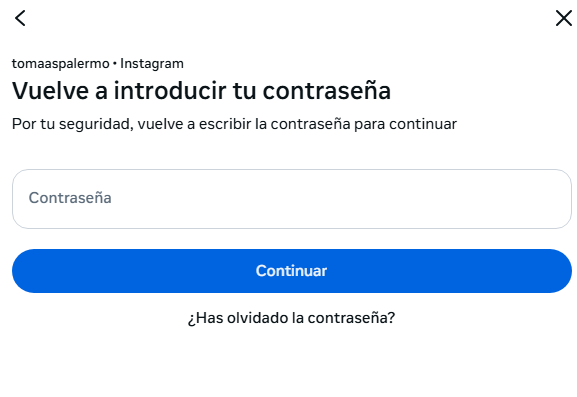 tomaaspalermo • Instagram
Vuelve a introducir tu contraseña
Por tu seguridad, vuelve a escribir la contraseña para continuar
Contraseña
Continuar
¿Has olvidado la contraseña?